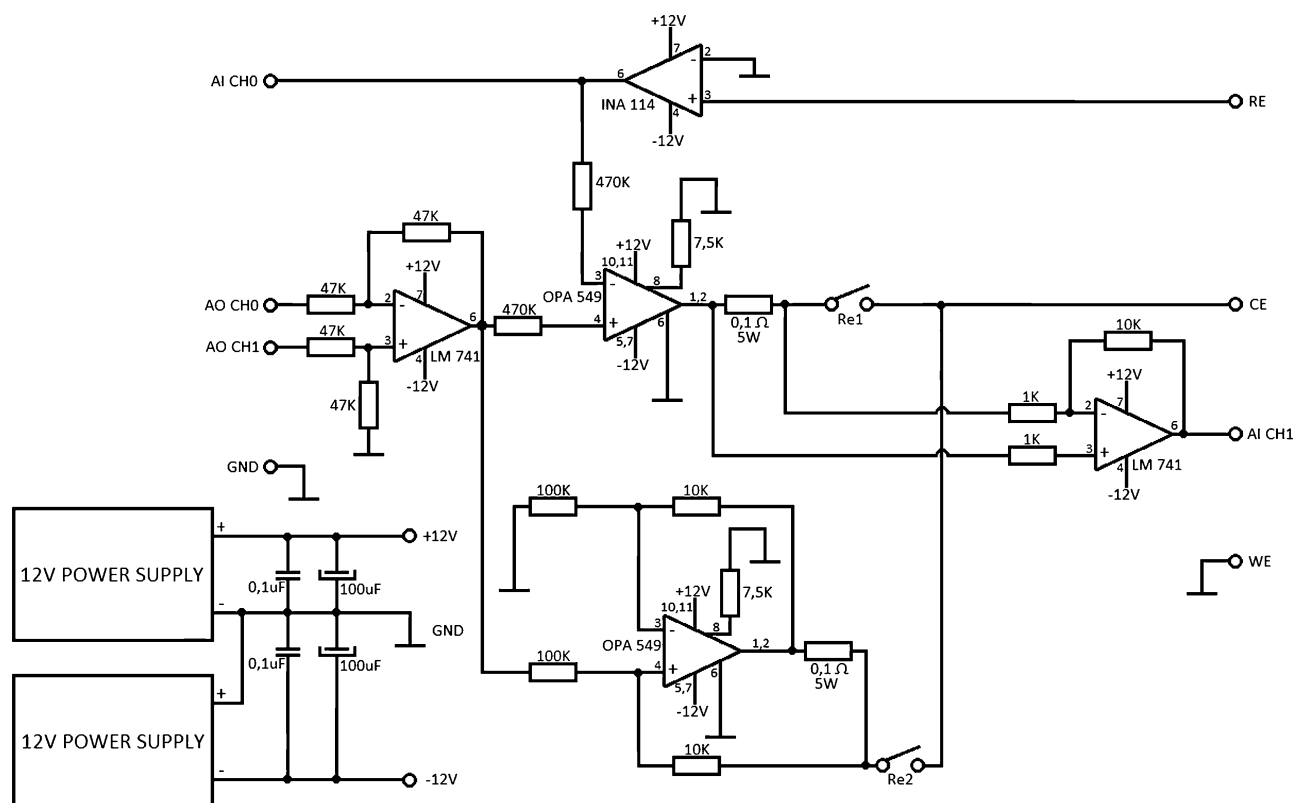 +12V
7
2
-
AI CH0
6
INA 114
+
3
RE
4
-12V
470K
47K
7,5K
+12V
+12V
10,11
8
3
-
AO CH0
47K
2
-
7
OPA 549
1,2
CE
470K
6
4
+
6
0,1 Ω
5W
Re1
10K
AO CH1
47K
3
+
4
LM 741
5,7
-12V
-12V
+12V
47K
1K
2
-
7
6
AI CH1
1K
3
+
4
LM 741
-12V
GND
100K
10K
+
+12V
12V POWER SUPPLY
0,1uF
100uF
-
GND
WE
+12V
7,5K
10,11
8
3
-
OPA 549
1,2
100K
4
+
6
5,7
-12V
0,1 Ω
5W
0,1uF
100uF
+
12V POWER SUPPLY
-
-12V
10K
Re2